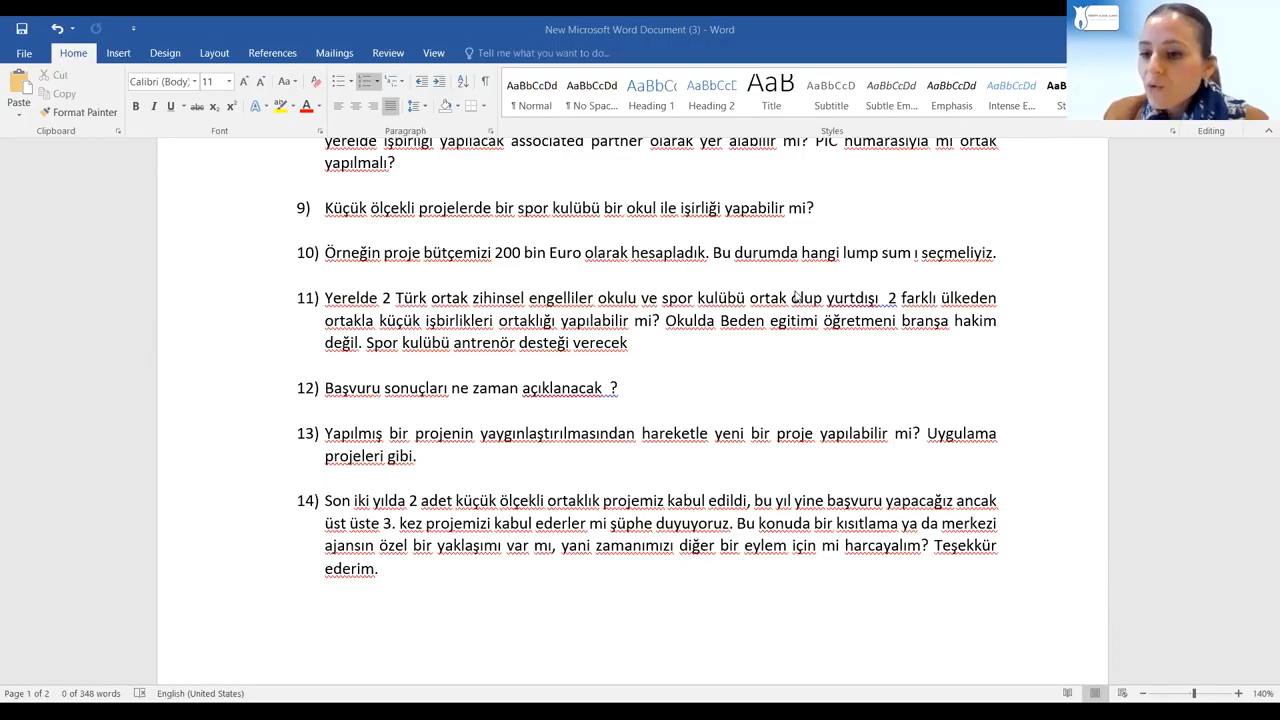 New Microsoft Word Document (3) - Word
File Home Insert Design Layout References Mailings Review View Tell me what you want to do...
Paste
Cut
Copy
Format Painter
Calibri (Body) 11
AaBbCcDd AaBbCcDd AaBbCc AaBbCcD AaB AaBbCcD AaBbCcDd AaBbCcDd AaBbCcDd AaBb
¶ Normal ¶ No Spac... Heading 1 Heading 2 Title Subtitle Subtle Em... Emphasis Intense E...
Clipboard Font Paragraph Styles Editing
yerelde işbirliği yapılacak associated partner olarak yer alabilir mi? PIC numarasıyla mı ortak
yapılmalı?
9) Küçük ölçekli projelerde bir spor kulübü bir okul ile işirliği yapabilir mi?
10) Örneğin proje bütçemizi 200 bin Euro olarak hesapladık. Bu durumda hangi lump sum ı seçmeliyiz.
11) Yerelde 2 Türk ortak zihinsel engelliler okulu ve spor kulübü ortak olup yurtdışı 2 farklı ülkeden
ortakla küçük işbirlikleri ortaklığı yapılabilir mi? Okulda Beden egitimi öğretmeni branşa hakim
değil. Spor kulübü antrenör desteği verecek
12) Başvuru sonuçları ne zaman açıklanacak ?
13) Yapılmış bir projenin yaygınlaştırılmasından hareketle yeni bir proje yapılabilir mi? Uygulama
projeleri gibi.
14) Son iki yılda 2 adet küçük ölçekli ortaklık projemiz kabul edildi, bu yıl yine başvuru yapacağız ancak
üst üste 3. kez projemizi kabul ederler mi şüphe duyuyoruz. Bu konuda bir kısıtlama ya da merkezi
ajansın özel bir yaklaşımı var mı, yani zamanımızı diğer bir eylem için mi harcayalım? Teşekkür
ederim.
Page 1 of 2 0 of 348 words English (United States) 140%